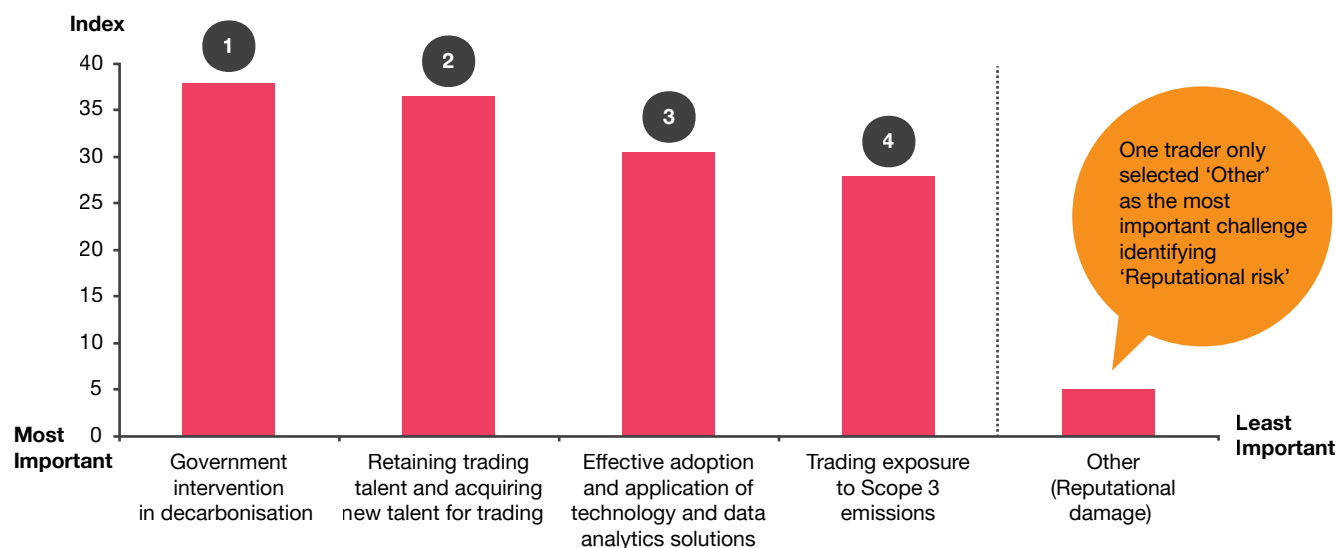 Index
40
35
30
25
20
15
10
5
0
1
2
3
4
One trader only
selected ‘Other’
as the most
important challenge
identifying
‘Reputational risk’
Most
Important
Least
Important
Government
intervention
in decarbonisation
Retaining trading
talent and acquiring
new talent for trading
Effective adoption
and application of
technology and data
analytics solutions
Trading exposure
to Scope 3
emissions
Other
(Reputational
damage)